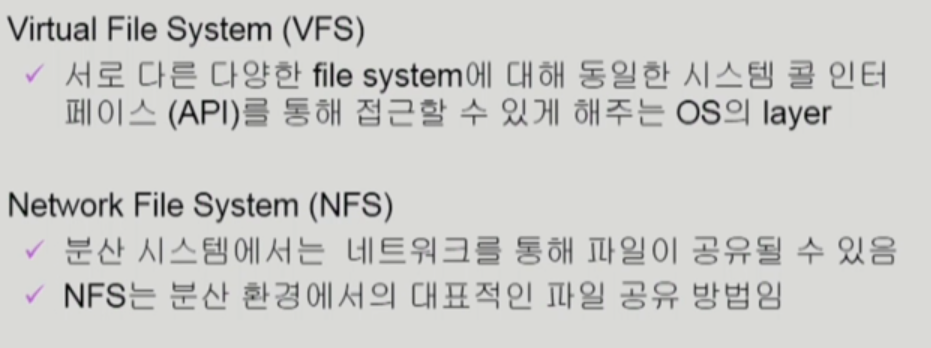 Virtual File System (VFS)
✓ 서로 다른 다양한 file system에 대해 동일한 시스템 콜 인터
페이스 (API)를 통해 접근할 수 있게 해주는 OS의 layer
Network File System (NFS)
✓ 분산 시스템에서는 네트워크를 통해 파일이 공유될 수 있음
✓ NFS는 분산 환경에서의 대표적인 파일 공유 방법임